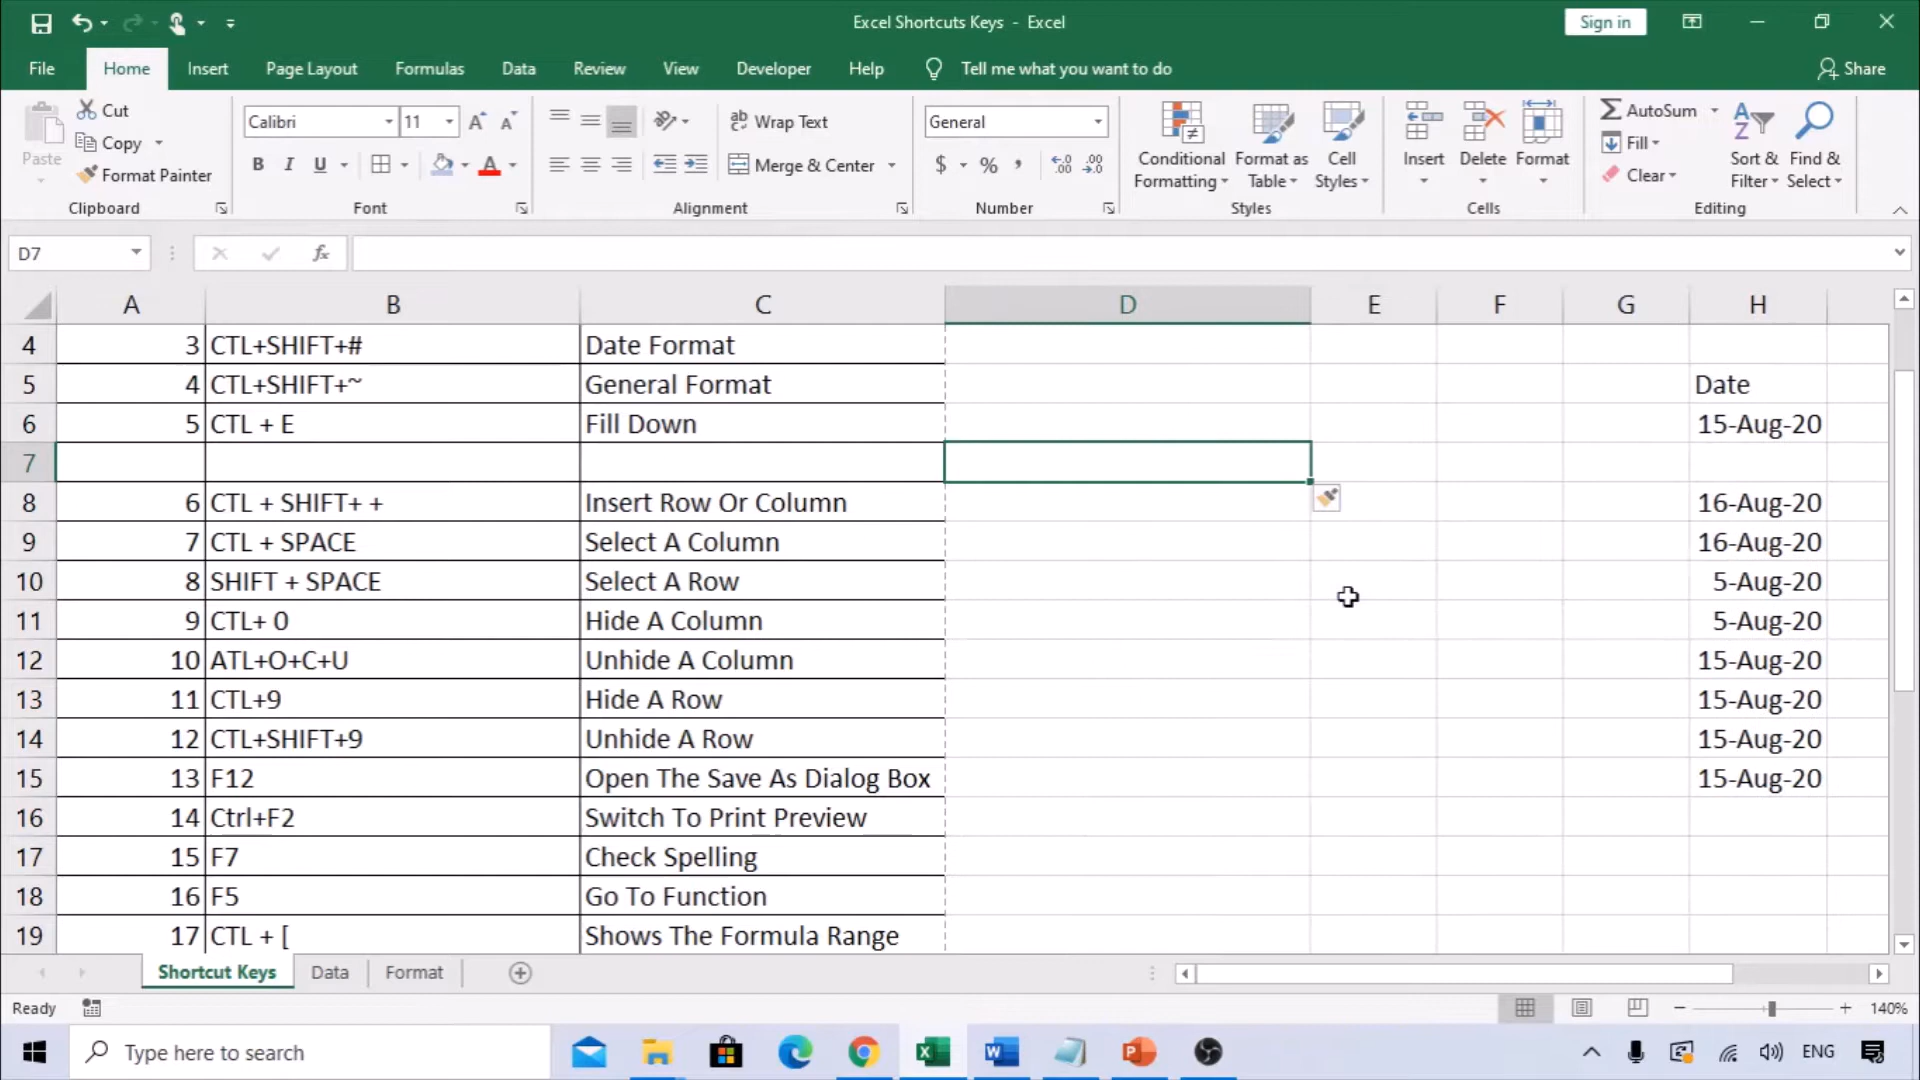 Excel Shortcuts Keys - Excel
Sign in
File Home Insert Page Layout Formulas Data Review View Developer Help Tell me what you want to do Share
Paste
Cut
Copy
Format Painter
Clipboard
Calibri 11
B I U A
Font
ab Wrap Text
Merge & Center
Alignment
General
$ % , .00
Number
Conditional Formatting
Format as Table
Cell Styles
Styles
Insert Delete Format
Cells
AutoSum
Fill
Clear
Sort & Filter
Find & Select
Editing
D7 fx
A B C D E F G H
4 3 CTL+SHIFT+# Date Format
5 4 CTL+SHIFT+~ General Format Date
6 5 CTL + E Fill Down 15-Aug-20
7
8 6 CTL + SHIFT+ + Insert Row Or Column 16-Aug-20
9 7 CTL + SPACE Select A Column 16-Aug-20
10 8 SHIFT + SPACE Select A Row 5-Aug-20
11 9 CTL+ 0 Hide A Column 5-Aug-20
12 10 ATL+O+C+U Unhide A Column 15-Aug-20
13 11 CTL+9 Hide A Row 15-Aug-20
14 12 CTL+SHIFT+9 Unhide A Row 15-Aug-20
15 13 F12 Open The Save As Dialog Box 15-Aug-20
16 14 Ctrl+F2 Switch To Print Preview
17 15 F7 Check Spelling
18 16 F5 Go To Function
19 17 CTL + [ Shows The Formula Range
Shortcut Keys Data Format
Ready 140%
Type here to search ENG